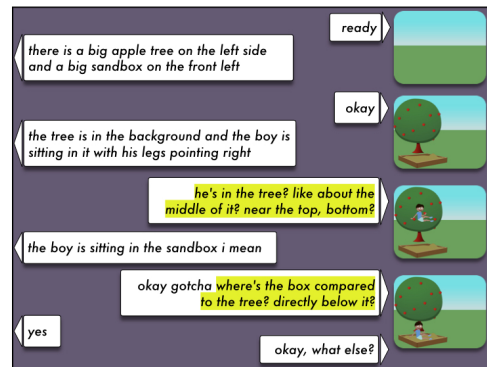 ready
there is a big apple tree on the left side
and a big sandbox on the front left
okay
the tree is in the background and the boy is
sitting in it with his legs pointing right
he's in the tree? like about the
middle of it? near the top, bottom?
the boy is sitting in the sandbox i mean
okay gotcha where's the box compared
to the tree? directly below it?
yes
okay, what else?